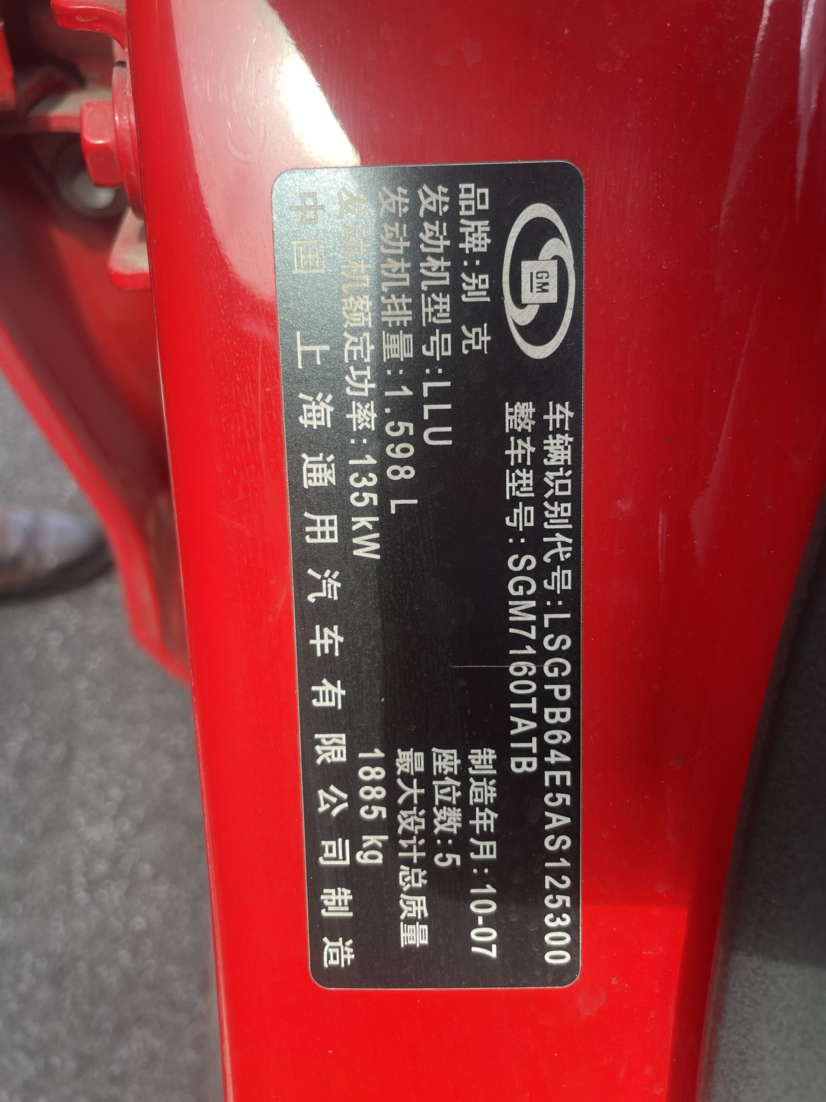 GM
车辆识别代号:LSGPB64E5AS125300
整车型号:SGM7160TATB
品牌:别克
制造年月:10-07
发动机型号:LLU
座位数:5
发动机排量:1.598 L
最大设计总质量
发动机额定功率:135kW
1885 kg
中国 上海通用汽车有限公司制造